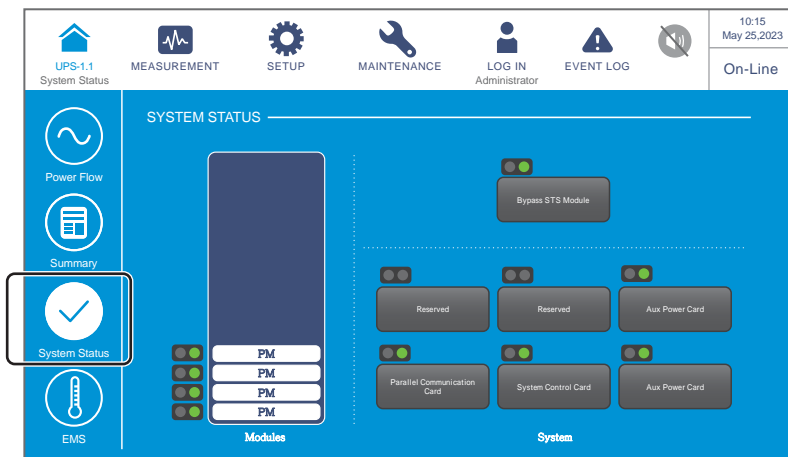 UPS-1.1
System Status
MEASUREMENT
SETUP
MAINTENANCE
LOG IN
Administrator
EVENT LOG
10:15
May 25,2023
On-Line
Power Flow
Summary
System Status
EMS
SYSTEM STATUS
PM
PM
PM
PM
Modules
Bypass STS Module
Reserved
Reserved
Aux Power Card
Parallel Communication
Card
System Control Card
Aux Power Card
System